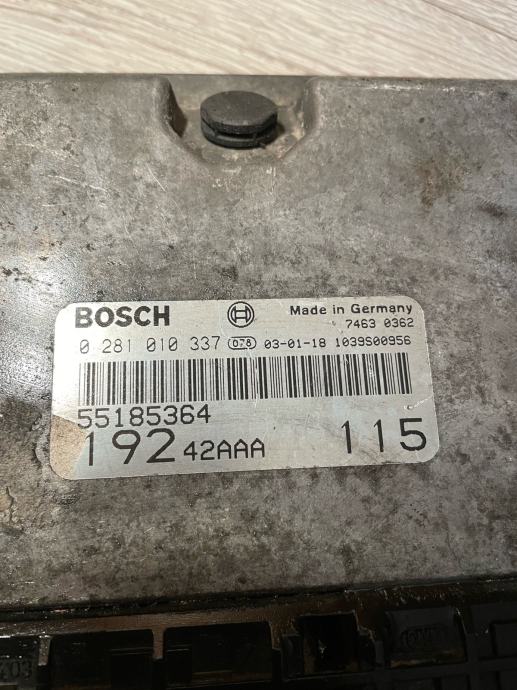 BOSCH Made in Germany
7463 0362
0 281 010 337 078 03-01-18 1039S00956
55185364
192 42AAA 115